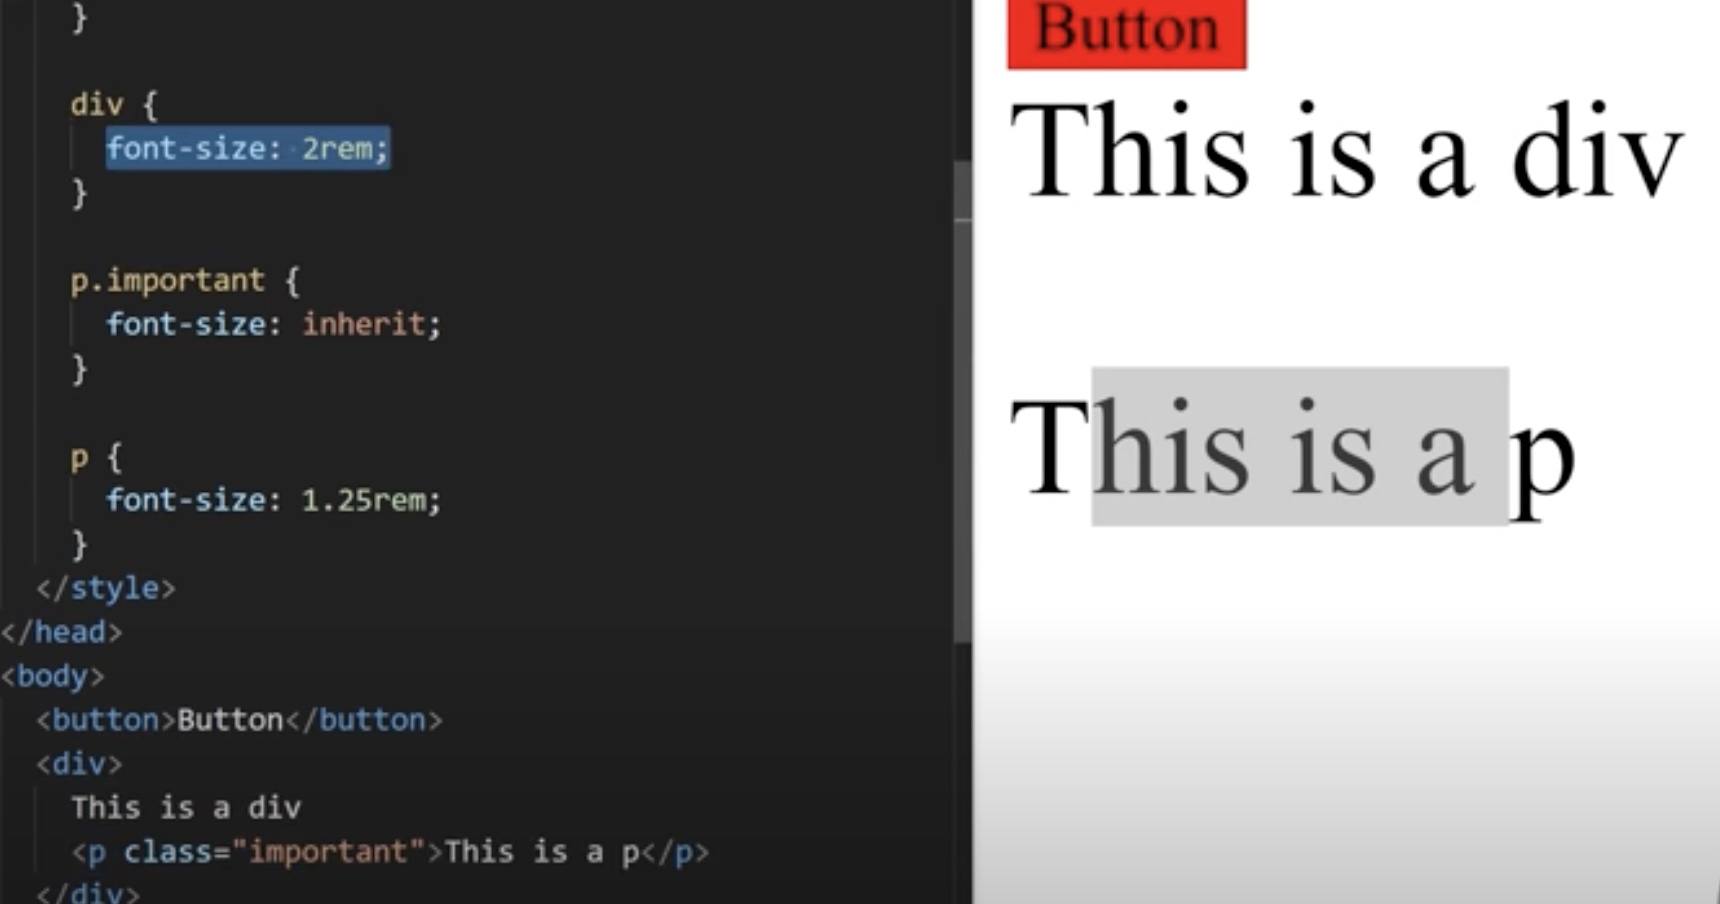 }
div {
font-size: 2rem;
}
p.important {
font-size: inherit;
}
p {
font-size: 1.25rem;
}
</style>
</head>
<body>
<button>Button</button>
<div>
This is a div
<p class="important">This is a p</p>
</div>
Button
This is a div
This is a p